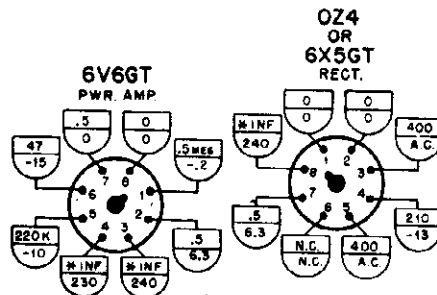 6V6GT
PWR. AMP.
.5
0
0
0
47
-15
.5MEG
-.2
7
8
6
1
5
2
4
3
220K
-10
.5
6.3
*INF
230
*INF
240
0Z4
OR
6X5GT
RECT.
0
0
0
0
*INF
240
400
A.C.
1
2
8
3
7
4
6
5
.5
6.3
210
-13
N.C.
N.C.
400
A.C.